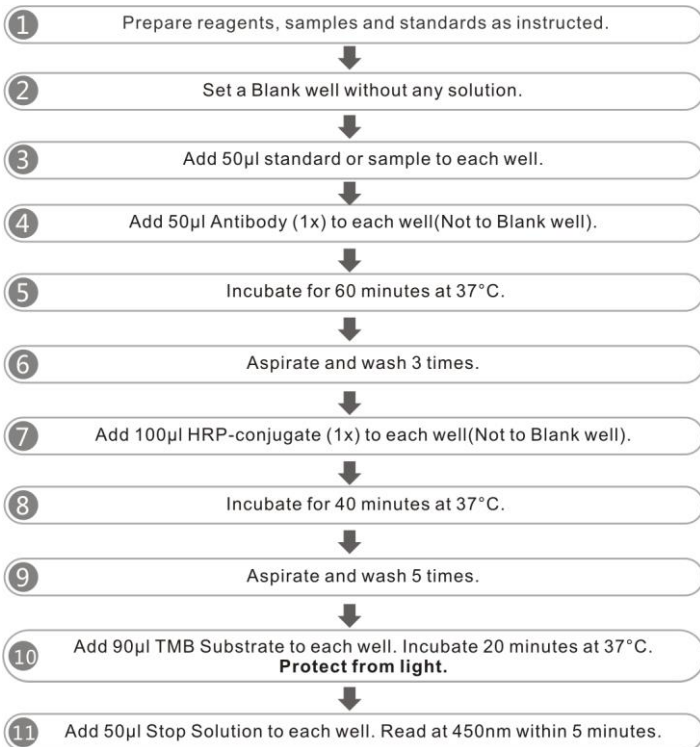 1 Prepare reagents, samples and standards as instructed.
2 Set a Blank well without any solution.
3 Add 50µl standard or sample to each well.
4 Add 50µl Antibody (1x) to each well(Not to Blank well).
5 Incubate for 60 minutes at 37°C.
6 Aspirate and wash 3 times.
7 Add 100µl HRP-conjugate (1x) to each well(Not to Blank well).
8 Incubate for 40 minutes at 37°C.
9 Aspirate and wash 5 times.
10 Add 90µl TMB Substrate to each well. Incubate 20 minutes at 37°C.
Protect from light.
11 Add 50µl Stop Solution to each well. Read at 450nm within 5 minutes.